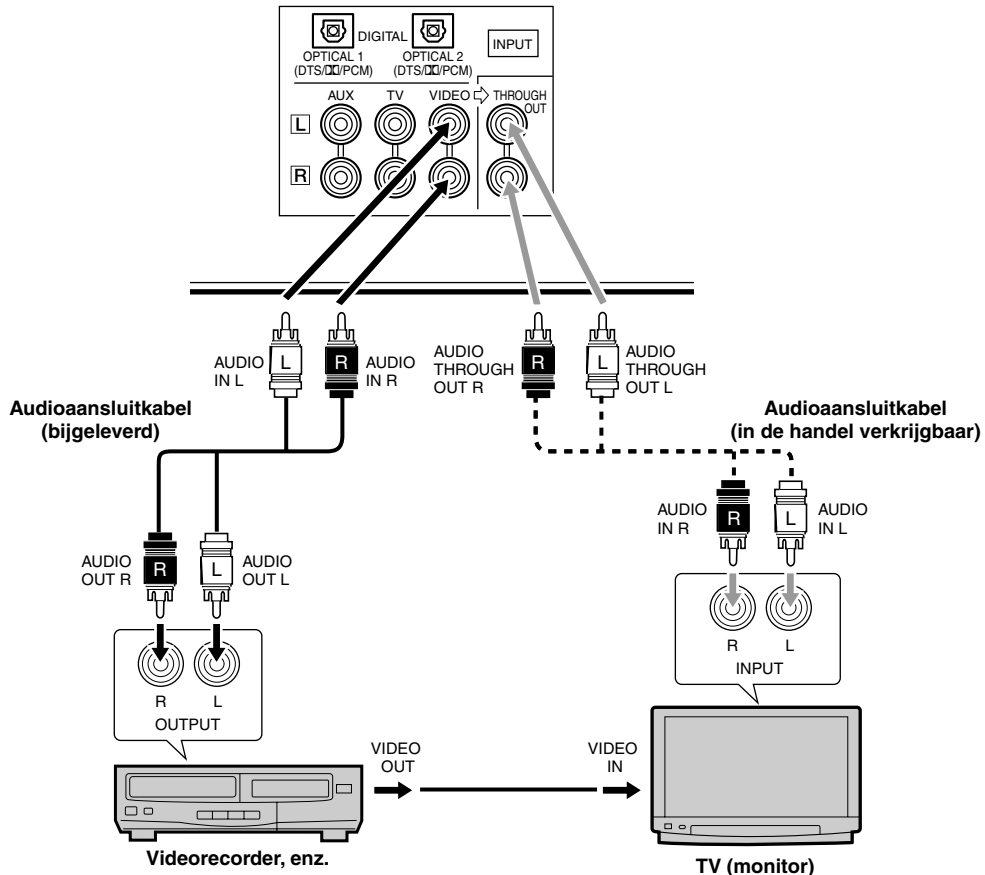 DIGITAL
INPUT
OPTICAL 1
(DTS/DD/PCM)
OPTICAL 2
(DTS/DD/PCM)
AUX
TV
VIDEO
THROUGH
OUT
L
R
AUDIO
IN L
L
R
AUDIO
IN R
AUDIO
THROUGH
OUT R
R
L
AUDIO
THROUGH
OUT L
Audioaansluitkabel
(bijgeleverd)
Audioaansluitkabel
(in de handel verkrijgbaar)
AUDIO
OUT R
R
L
AUDIO
OUT L
AUDIO
IN R
R
L
AUDIO
IN L
R
L
OUTPUT
R
L
INPUT
VIDEO
OUT
VIDEO
IN
Videorecorder, enz.
TV (monitor)